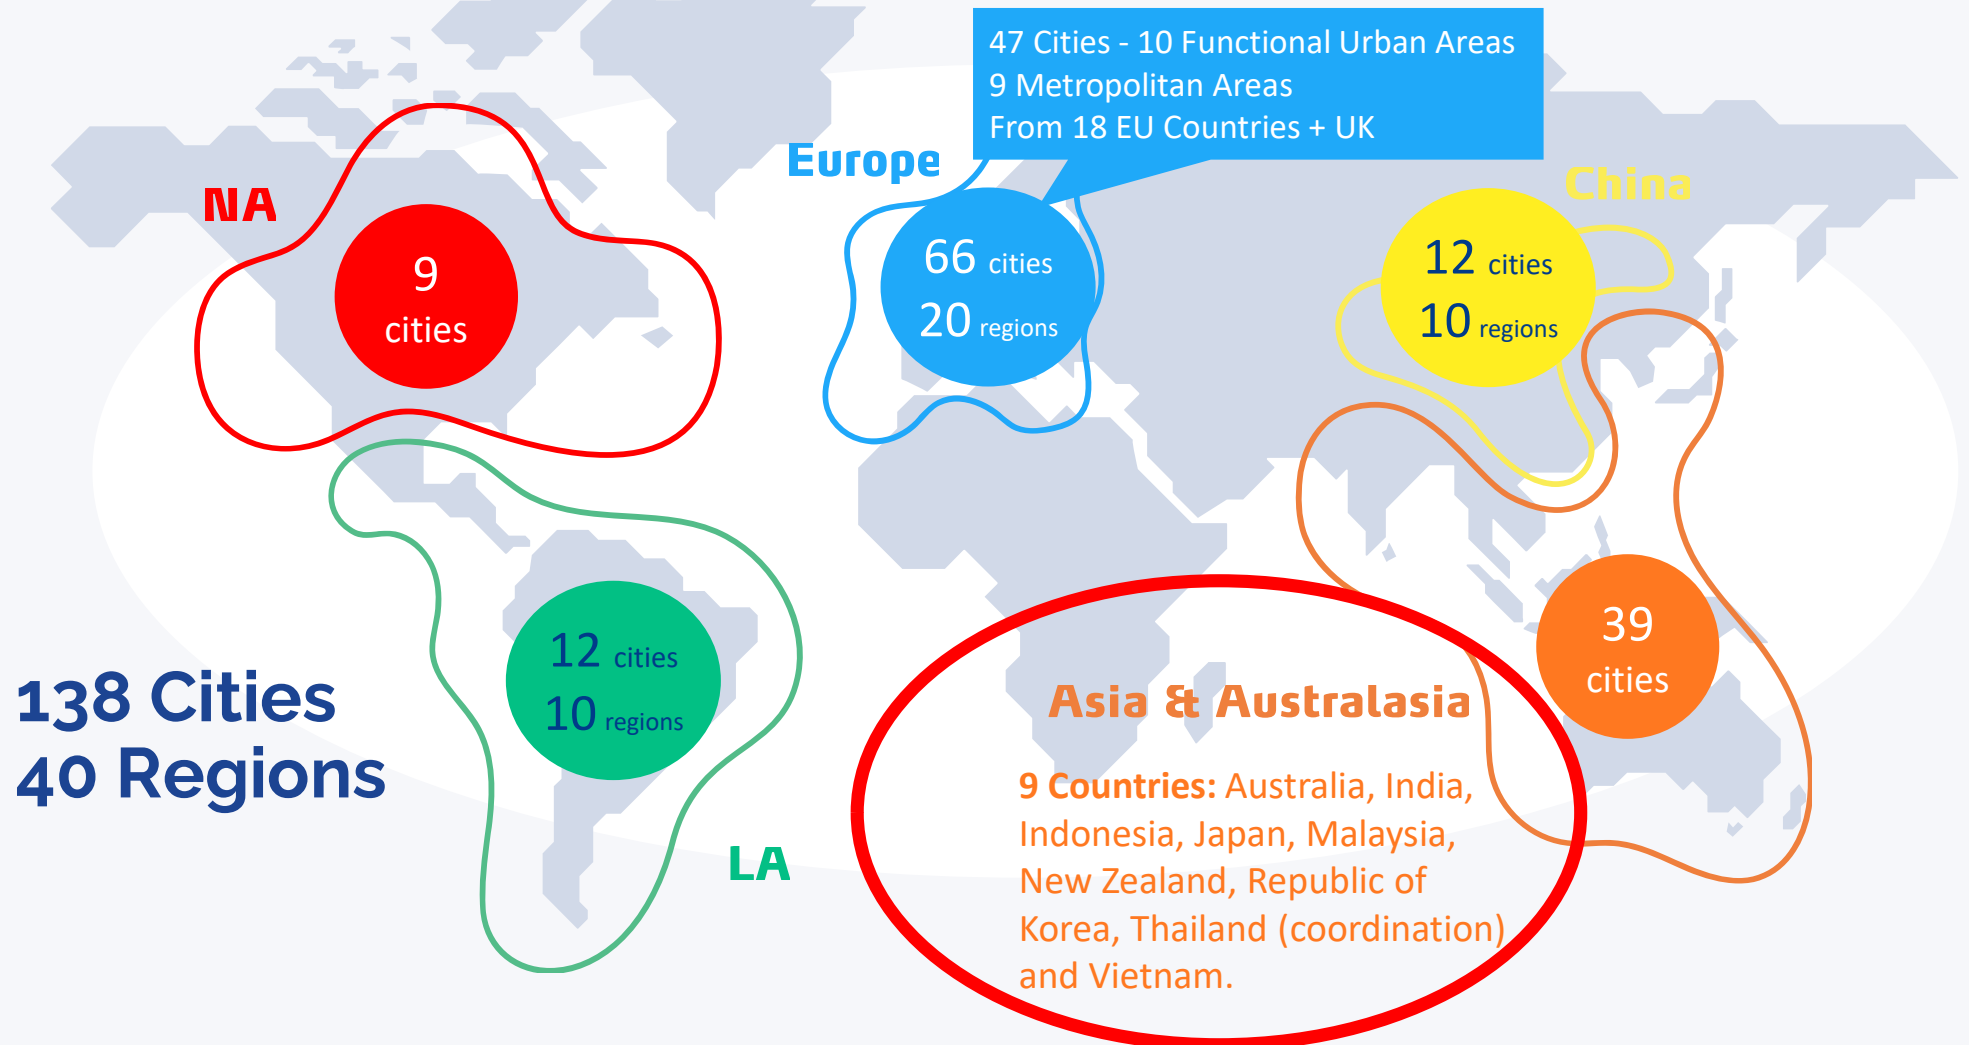 47 Cities - 10 Functional Urban Areas
9 Metropolitan Areas
From 18 EU Countries + UK
Europe
China
NA
9
cities
66 cities
20 regions
12 cities
10 regions
39
cities
12 cities
10 regions
138 Cities
40 Regions
LA
Asia & Australasia
9 Countries: Australia, India,
Indonesia, Japan, Malaysia,
New Zealand, Republic of
Korea, Thailand (coordination)
and Vietnam.